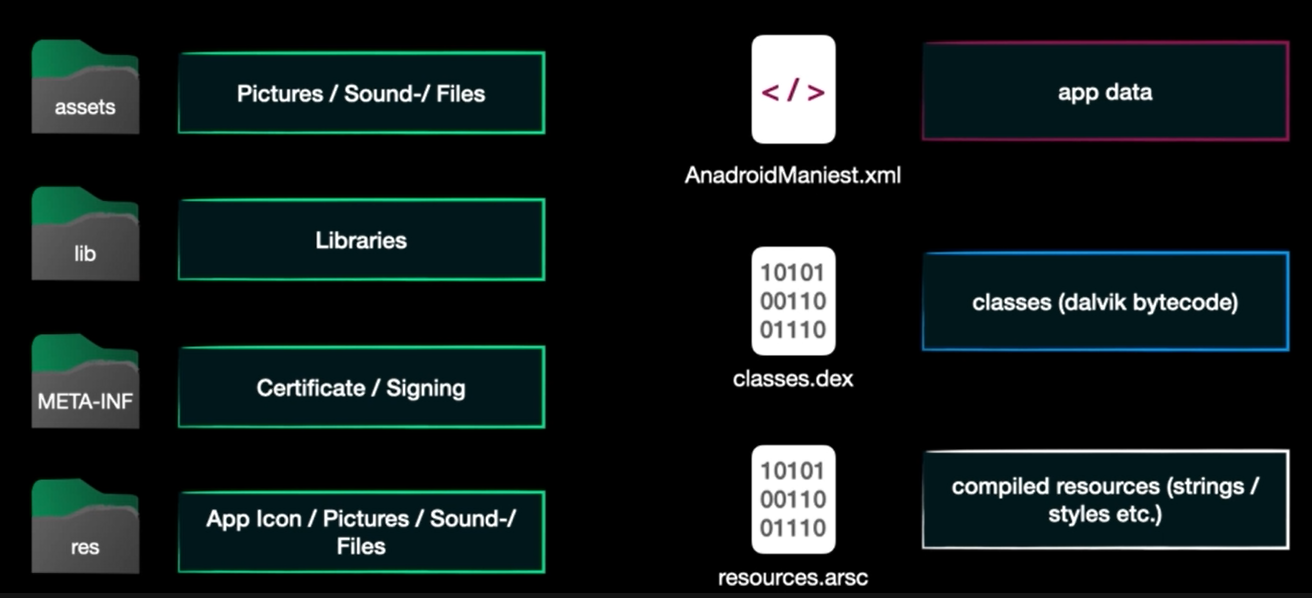 assets
Pictures / Sound-/ Files
lib
Libraries
META-INF
Certificate / Signing
res
App Icon / Pictures / Sound-/
Files
</>
AnadroidManiest.xml
app data
10101
00110
01110
classes.dex
classes (dalvik bytecode)
10101
00110
01110
resources.arsc
compiled resources (strings /
styles etc.)